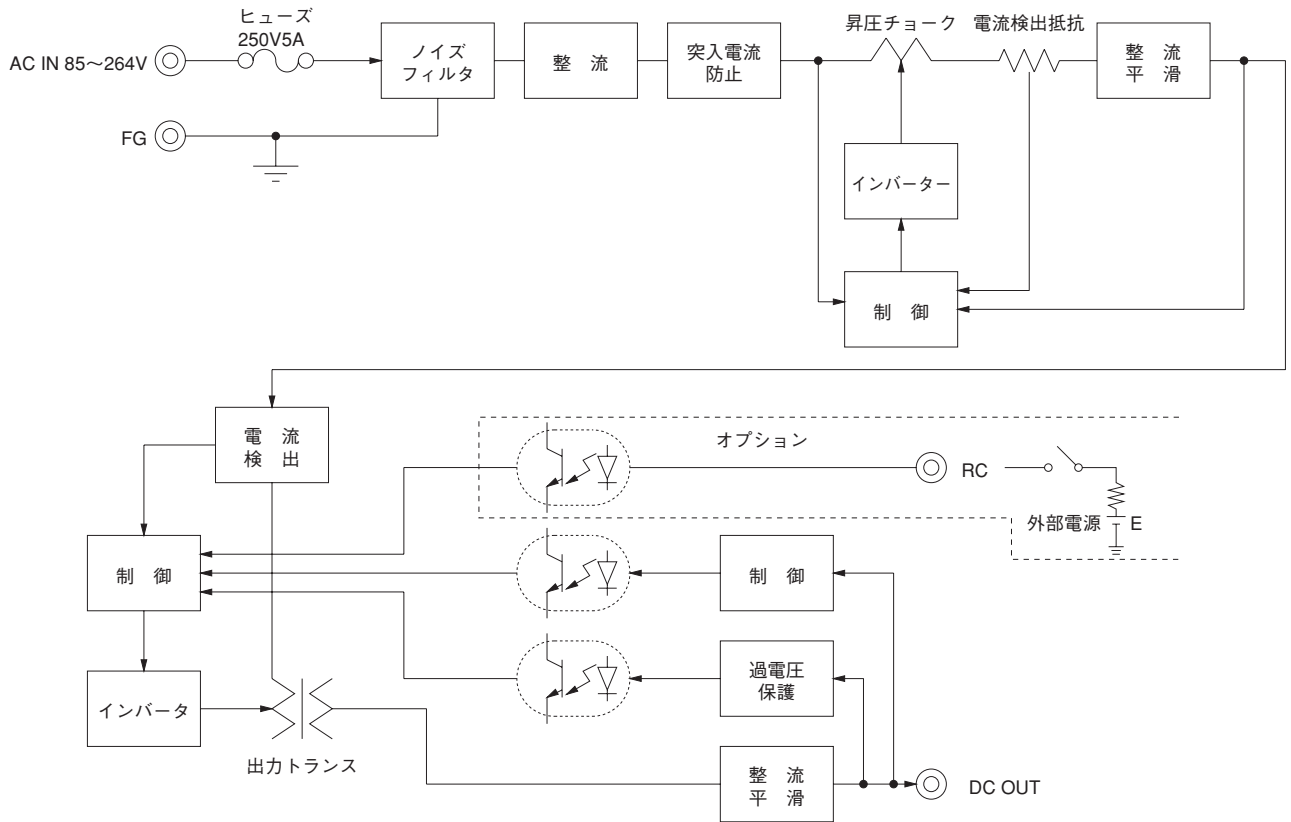 ヒューズ
250V5A
AC IN 85～264V
ノイズ
フィルタ
整 流
突入電流
防止
昇圧チョーク
電流検出抵抗
整 流
平 滑
FG
インバーター
制 御
電 流
検 出
オプション
RC
外部電源
E
制 御
制 御
過電圧
保護
インバータ
出力トランス
整 流
平 滑
DC OUT